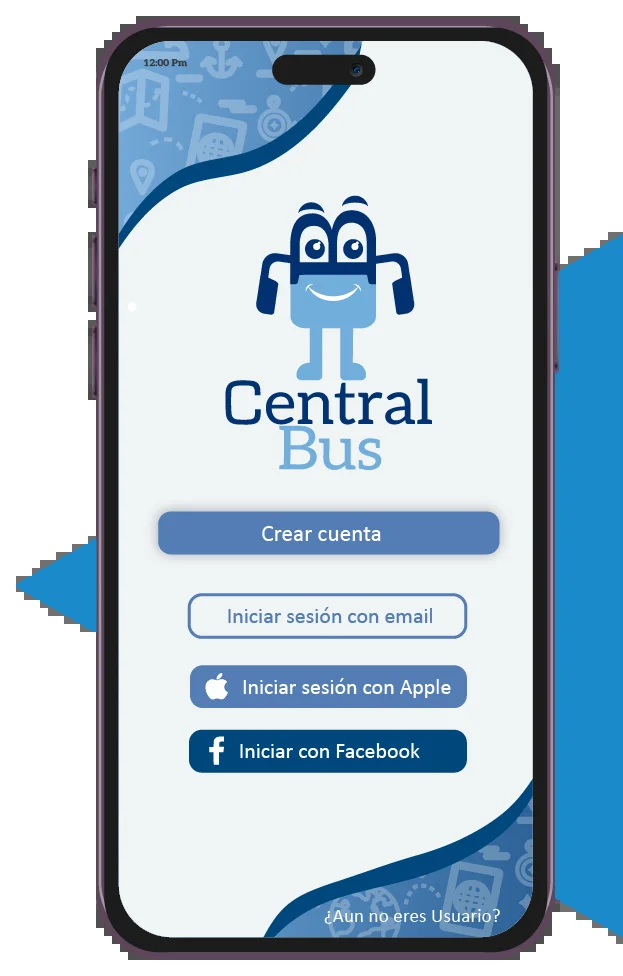 12:00 Pm
Central
Bus
Crear cuenta
Iniciar sesión con email
Iniciar sesión con Apple
Iniciar con Facebook
¿Aun no eres Usuario?